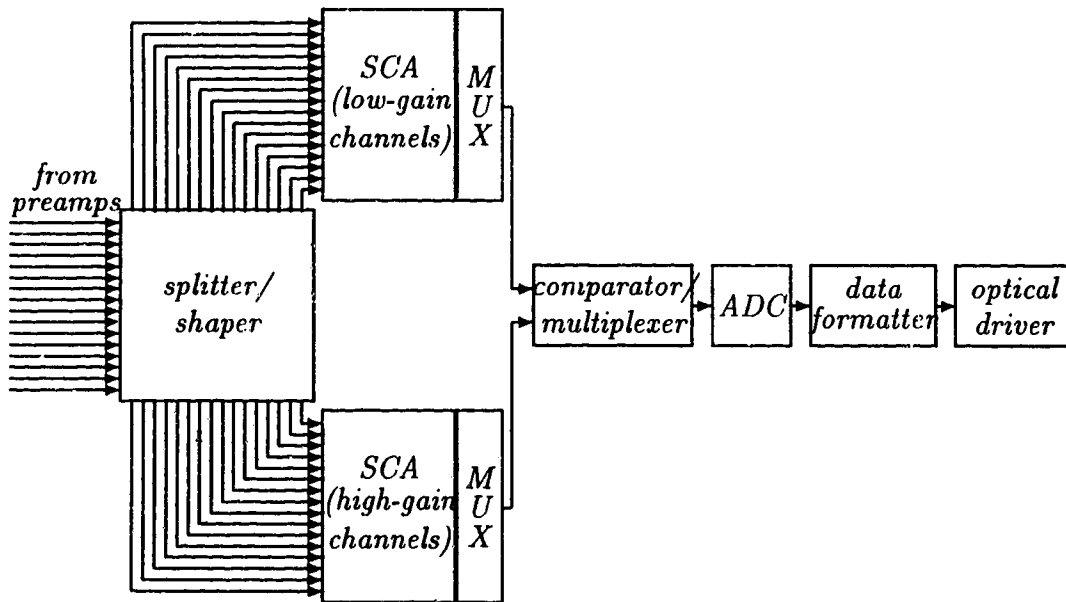 SCA
(low-gain
channels)
M
U
X
from
preamps
splitter/
shaper
comparator/
multiplexer
ADC
data
formatter
optical
driver
SCA
(high-gain
channels)
M
U
X